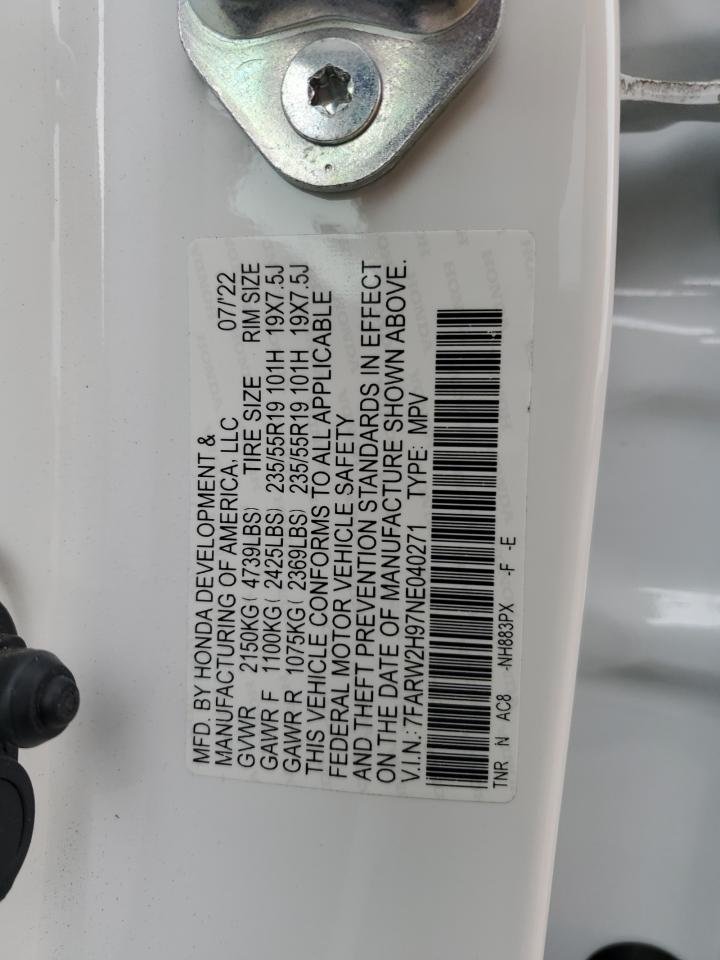 MFD. BY HONDA DEVELOPMENT &
MANUFACTURING OF AMERICA, LLC 07/'22
GVWR 2150KG( 4739LBS) TIRE SIZE RIM SIZE
GAWR F 1100KG( 2425LBS) 235/55R19 101H 19X7.5J
GAWR R 1075KG( 2369LBS) 235/55R19 101H 19X7.5J
THIS VEHICLE CONFORMS TO ALL APPLICABLE
FEDERAL MOTOR VEHICLE SAFETY
AND THEFT PREVENTION STANDARDS IN EFFECT
ON THE DATE OF MANUFACTURE SHOWN ABOVE.
V.I.N.: 7FARW2H97NE040271 TYPE: MPV
TNR N AC8 -NH883PX -F -E